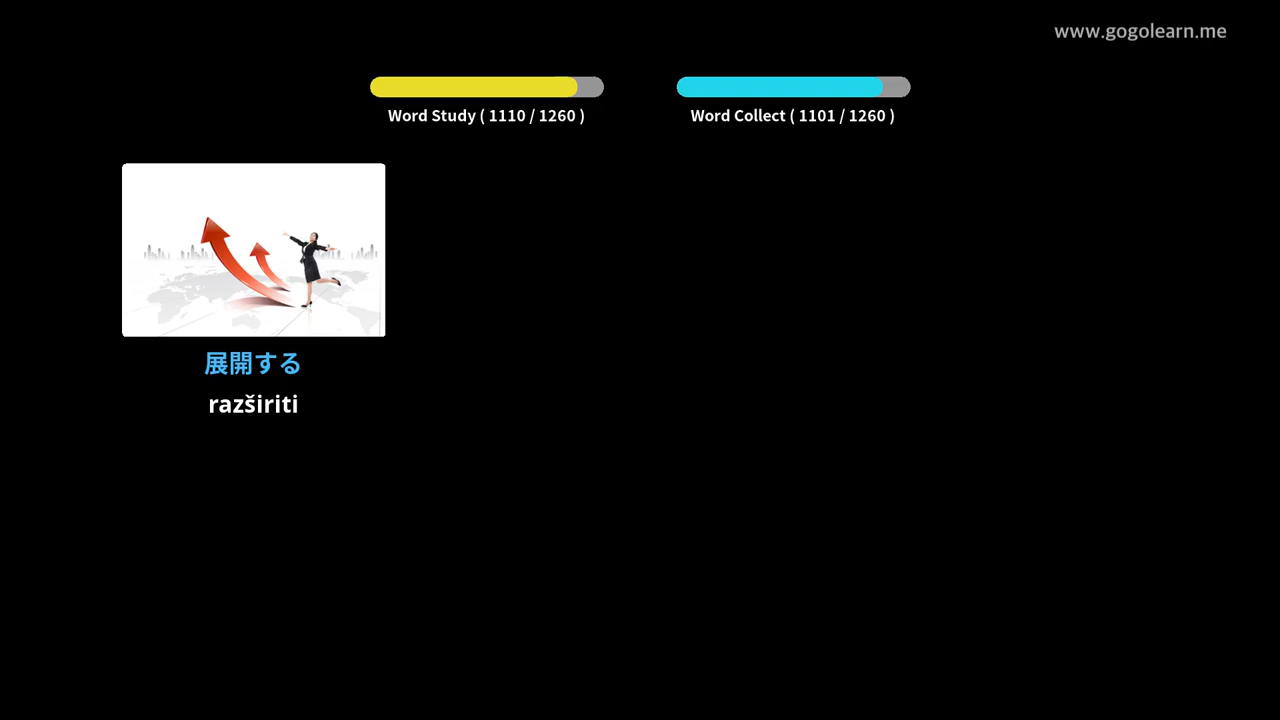 www.gogolearn.me
Word Study ( 1110 / 1260 )
Word Collect ( 1101 / 1260 )
展開する
razširiti